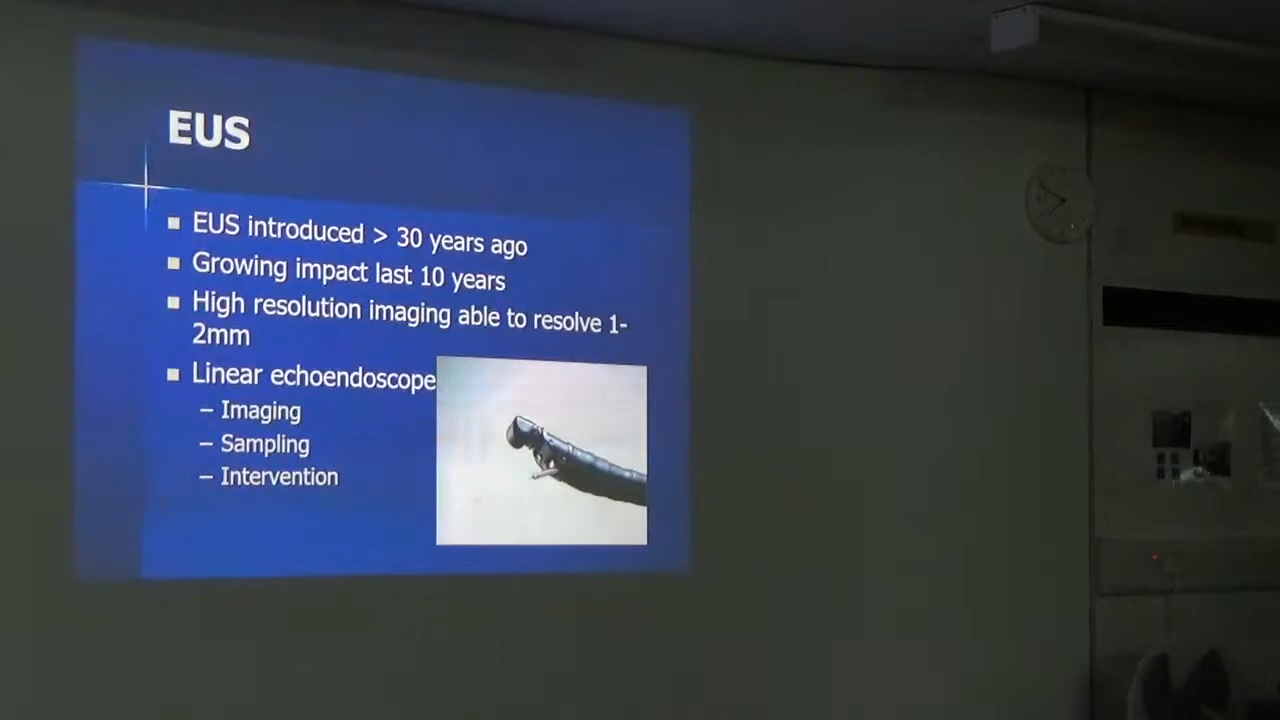 EUS
EUS introduced > 30 years ago
Growing impact last 10 years
High resolution imaging able to resolve 1-
2mm
Linear echoendoscope
– Imaging
– Sampling
– Intervention